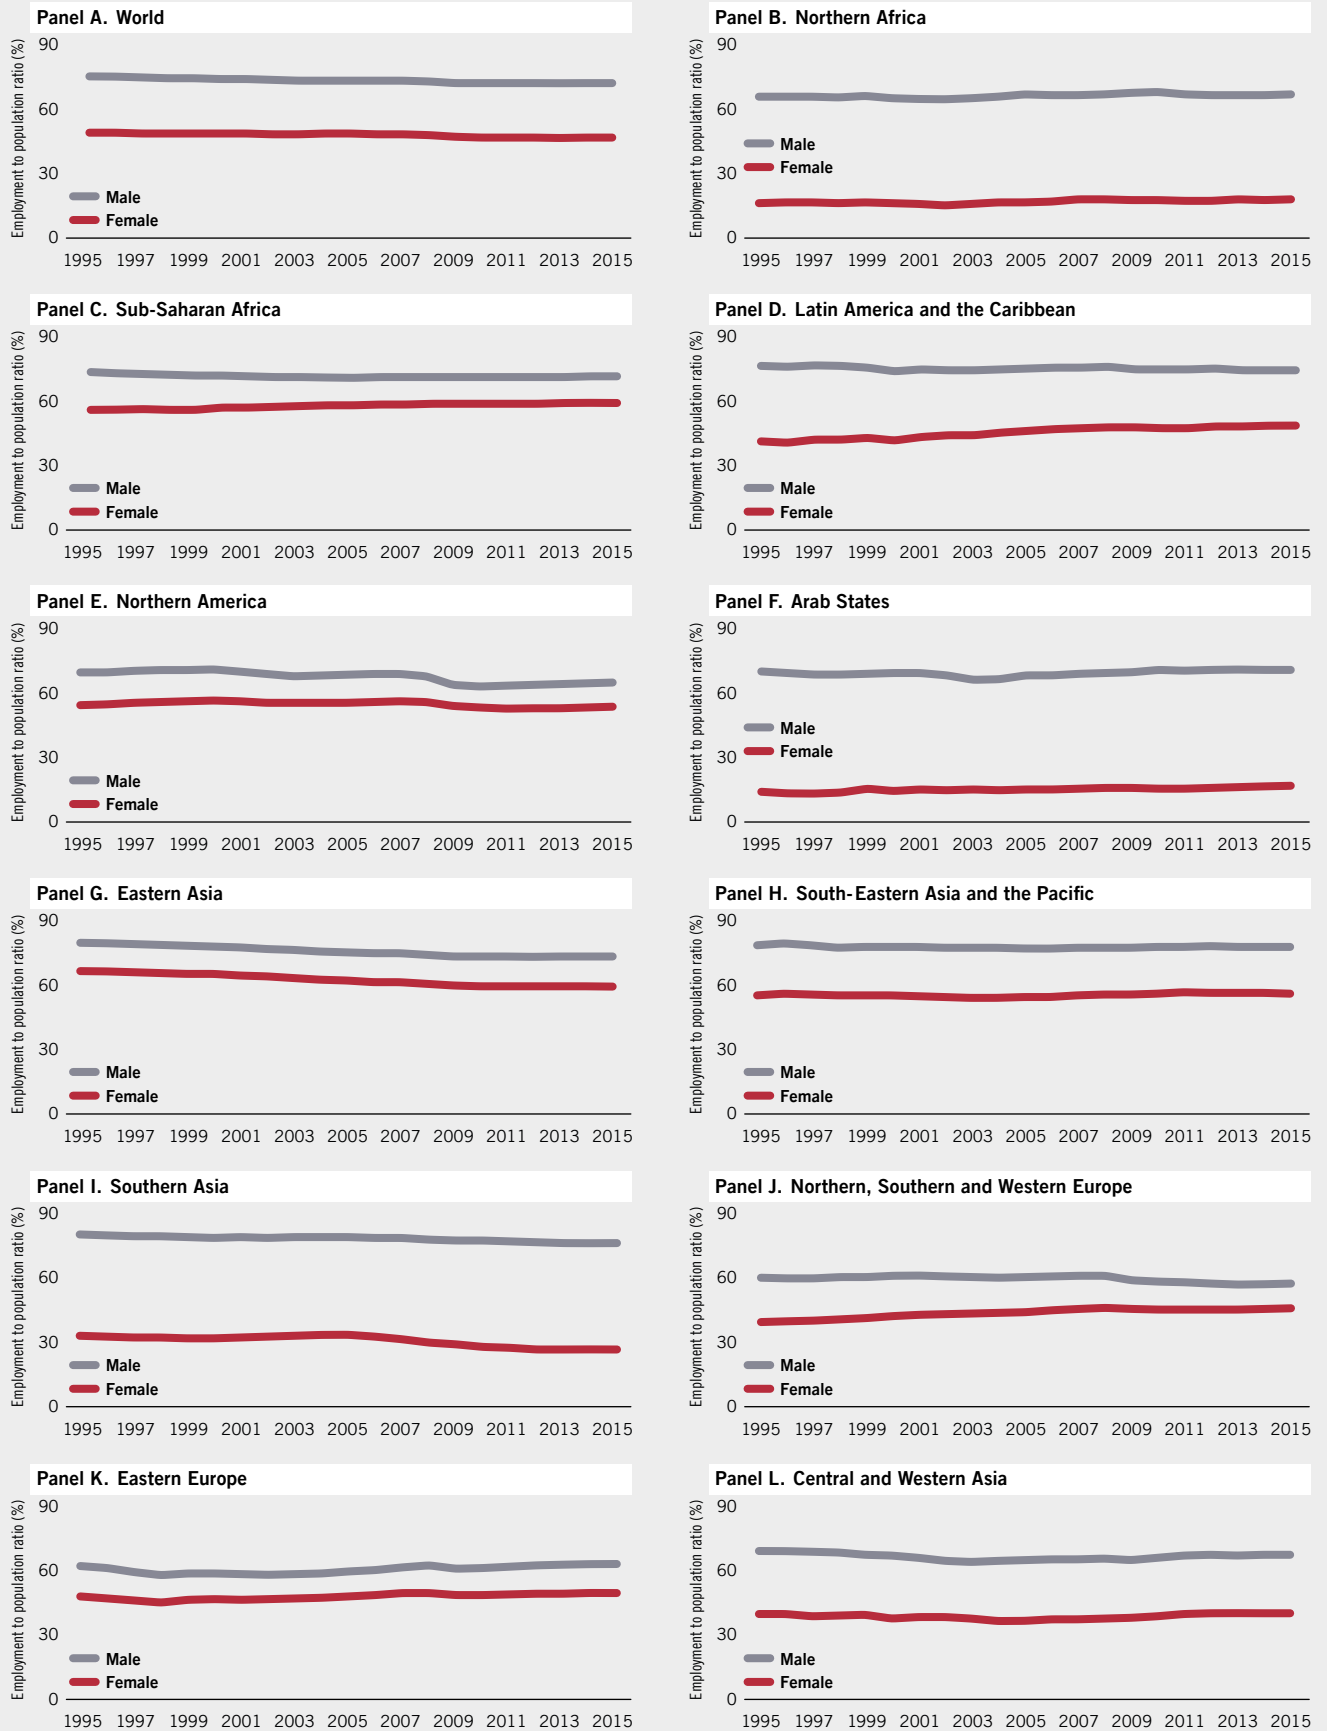 Panel A. World
Employment to population ratio (%)
90
60
30
0
Male
Female
1995 1997 1999 2001 2003 2005 2007 2009 2011 2013 2015
Panel B. Northern Africa
Employment to population ratio (%)
90
60
30
0
Male
Female
1995 1997 1999 2001 2003 2005 2007 2009 2011 2013 2015
Panel C. Sub-Saharan Africa
Employment to population ratio (%)
90
60
30
0
Male
Female
1995 1997 1999 2001 2003 2005 2007 2009 2011 2013 2015
Panel D. Latin America and the Caribbean
Employment to population ratio (%)
90
60
30
0
Male
Female
1995 1997 1999 2001 2003 2005 2007 2009 2011 2013 2015
Panel E. Northern America
Employment to population ratio (%)
90
60
30
0
Male
Female
1995 1997 1999 2001 2003 2005 2007 2009 2011 2013 2015
Panel F. Arab States
Employment to population ratio (%)
90
60
30
0
Male
Female
1995 1997 1999 2001 2003 2005 2007 2009 2011 2013 2015
Panel G. Eastern Asia
Employment to population ratio (%)
90
60
30
0
Male
Female
1995 1997 1999 2001 2003 2005 2007 2009 2011 2013 2015
Panel H. South-Eastern Asia and the Pacific
Employment to population ratio (%)
90
60
30
0
Male
Female
1995 1997 1999 2001 2003 2005 2007 2009 2011 2013 2015
Panel I. Southern Asia
Employment to population ratio (%)
90
60
30
0
Male
Female
1995 1997 1999 2001 2003 2005 2007 2009 2011 2013 2015
Panel J. Northern, Southern and Western Europe
Employment to population ratio (%)
90
60
30
0
Male
Female
1995 1997 1999 2001 2003 2005 2007 2009 2011 2013 2015
Panel K. Eastern Europe
Employment to population ratio (%)
90
60
30
0
Male
Female
1995 1997 1999 2001 2003 2005 2007 2009 2011 2013 2015
Panel L. Central and Western Asia
Employment to population ratio (%)
90
60
30
0
Male
Female
1995 1997 1999 2001 2003 2005 2007 2009 2011 2013 2015